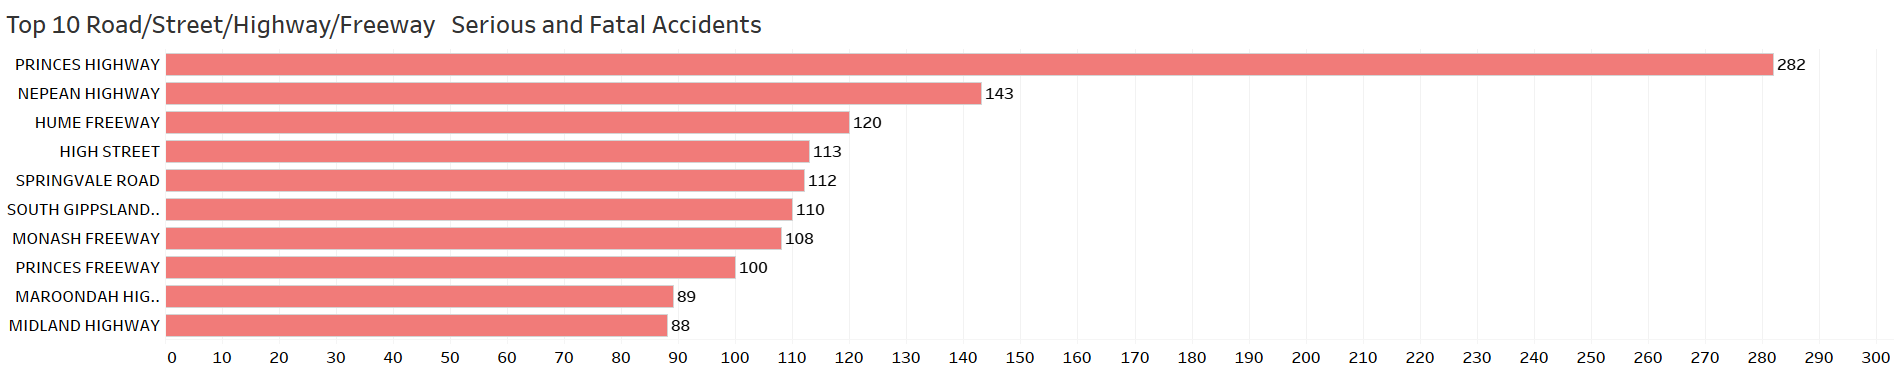 Top 10 Road/Street/Highway/Freeway Serious and Fatal Accidents
PRINCES HIGHWAY 282
NEPEAN HIGHWAY 143
HUME FREEWAY 120
HIGH STREET 113
SPRINGVALE ROAD 112
SOUTH GIPPSLAND.. 110
MONASH FREEWAY 108
PRINCES FREEWAY 100
MAROONDAH HIG.. 89
MIDLAND HIGHWAY 88
0 10 20 30 40 50 60 70 80 90 100 110 120 130 140 150 160 170 180 190 200 210 220 230 240 250 260 270 280 290 300